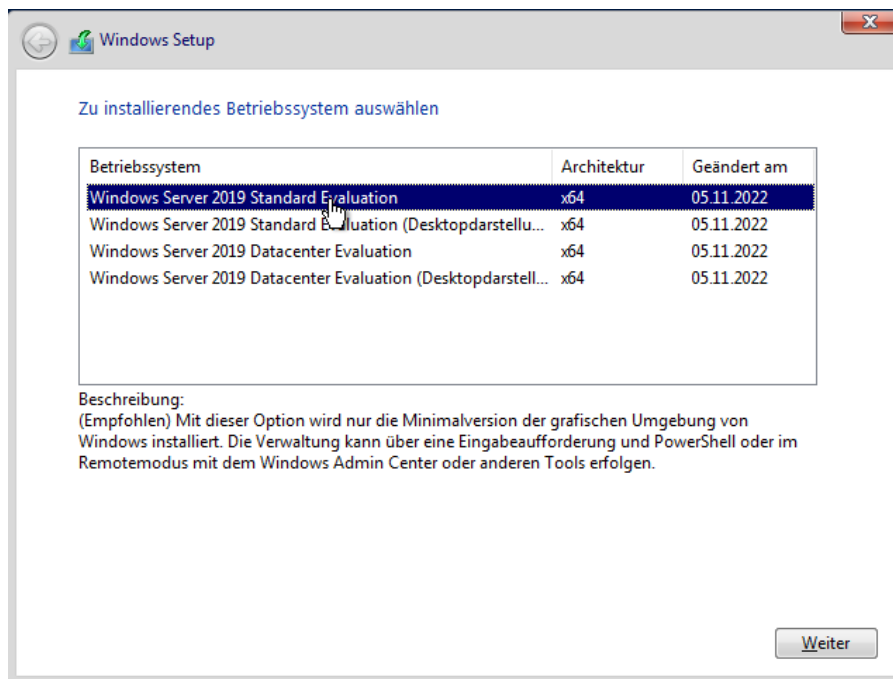 Windows Setup
Zu installierendes Betriebssystem auswählen
Betriebssystem Architektur Geändert am
Windows Server 2019 Standard Evaluation x64 05.11.2022
Windows Server 2019 Standard Evaluation (Desktopdarstellu... x64 05.11.2022
Windows Server 2019 Datacenter Evaluation x64 05.11.2022
Windows Server 2019 Datacenter Evaluation (Desktopdarstell... x64 05.11.2022
Beschreibung:
(Empfohlen) Mit dieser Option wird nur die Minimalversion der grafischen Umgebung von
Windows installiert. Die Verwaltung kann über eine Eingabeaufforderung und PowerShell oder im
Remotemodus mit dem Windows Admin Center oder anderen Tools erfolgen.
Weiter